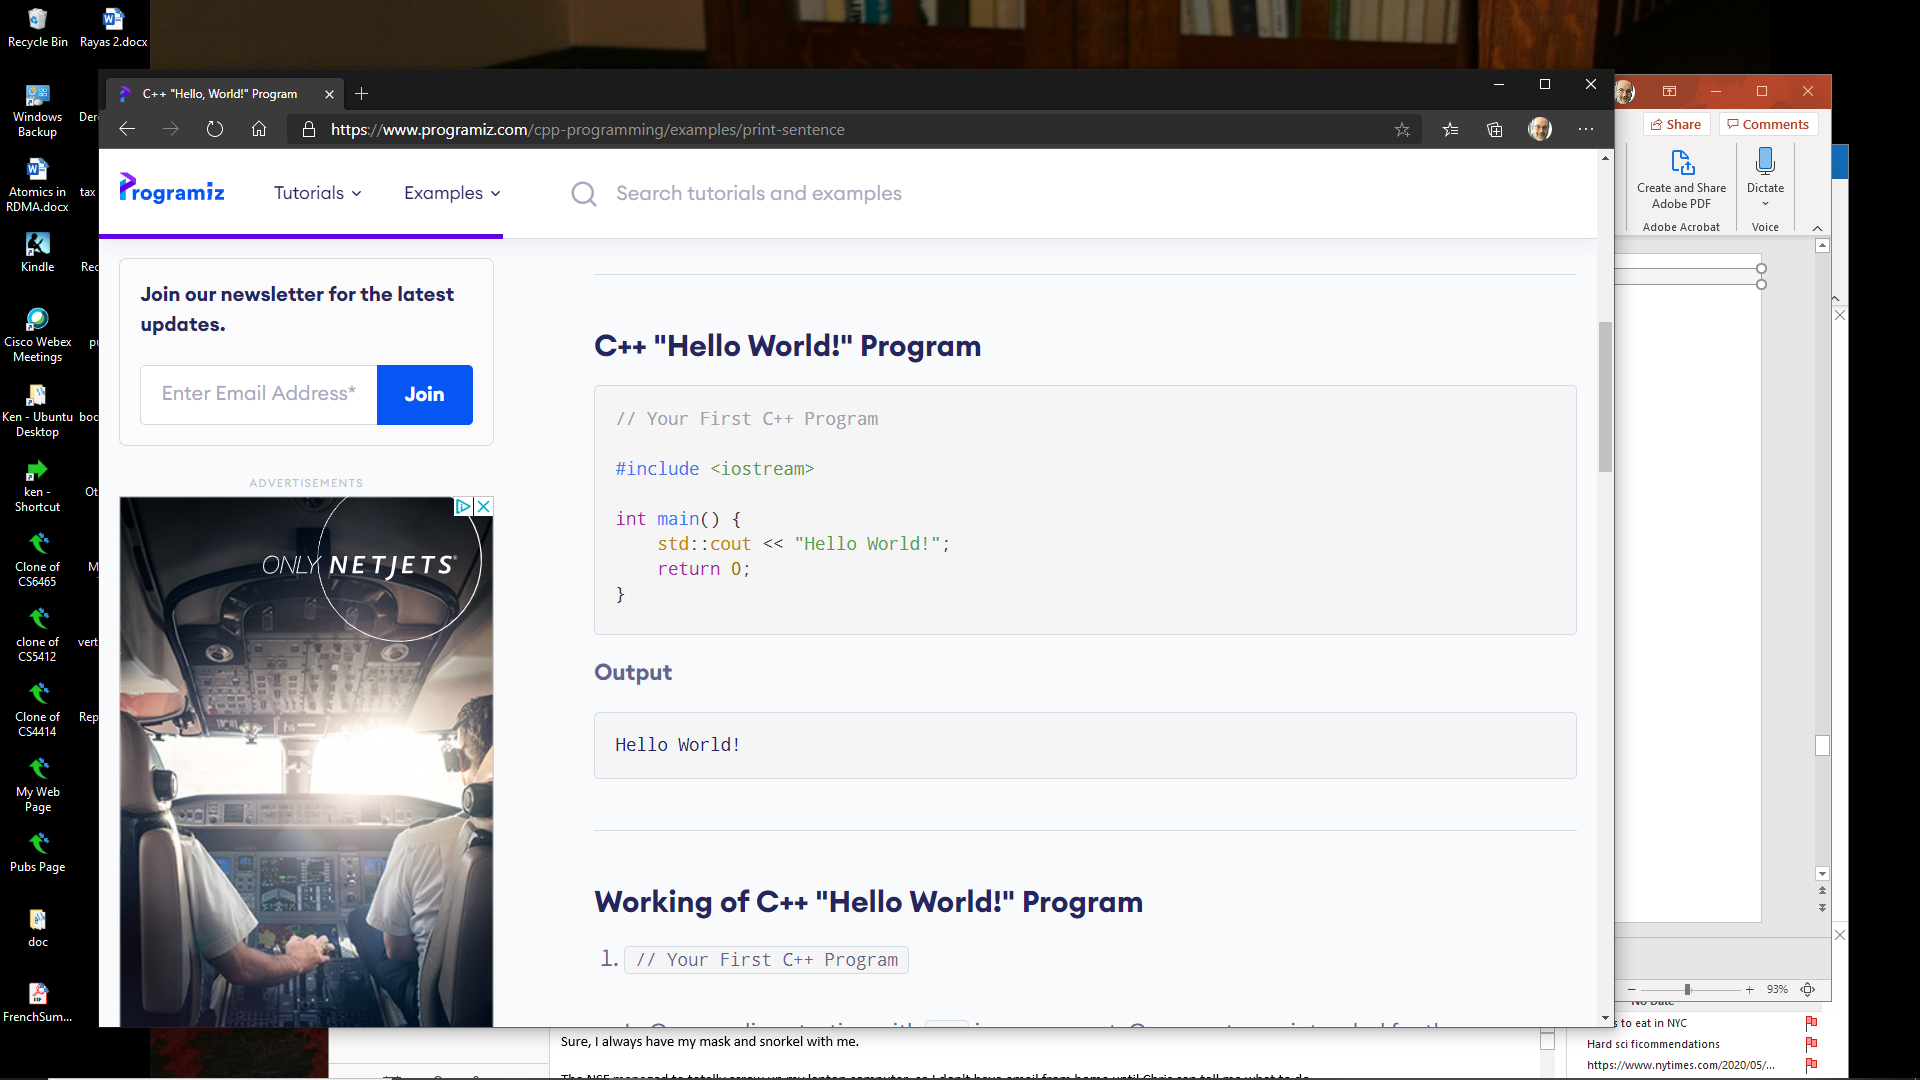 Recycle Bin
Rayas 2.docx
Windows
Backup
Atomics in
RDMA.docx
tax
Kindle
Cisco Webex
Meetings
Ken - Ubuntu
Desktop
ken -
Shortcut
Clone of
CS6465
clone of
CS5412
Clone of
CS4414
My Web
Page
Pubs Page
doc
FrenchSum...
C++ "Hello, World!" Program
https://www.programiz.com/cpp-programming/examples/print-sentence
Programiz
Tutorials
Examples
Search tutorials and examples
Join our newsletter for the latest
updates.
Enter Email Address*
Join
ADVERTISEMENTS
ONLY NETJETS
C++ "Hello World!" Program
// Your First C++ Program
#include <iostream>
int main() {
    std::cout << "Hello World!";
    return 0;
}
Output
Hello World!
Working of C++ "Hello World!" Program
1. // Your First C++ Program
Share
Comments
Create and Share
Adobe PDF
Dictate
Adobe Acrobat
Voice
93%
No Date
s to eat in NYC
Hard sci ficommendations
https://www.nytimes.com/2020/05/...
Sure, I always have my mask and snorkel with me.